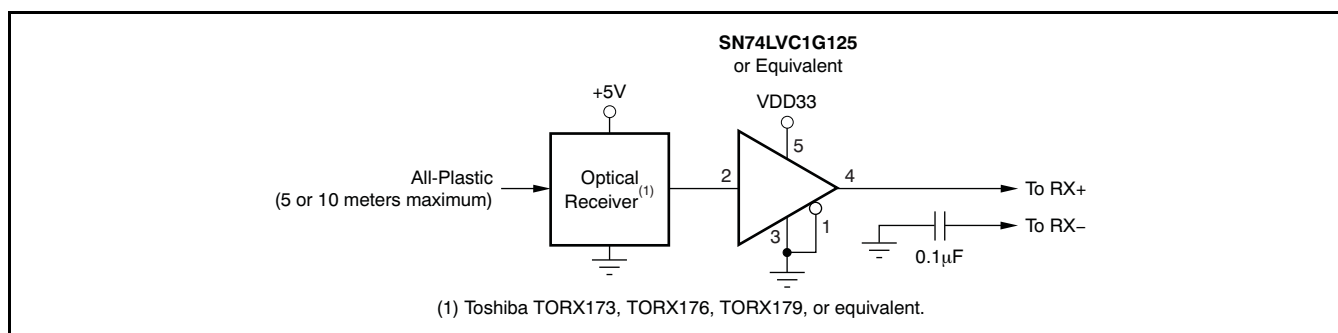 SN74LVC1G125
or Equivalent
+5V
VDD33
5
All-Plastic
(5 or 10 meters maximum)
Optical
Receiver(1)
2
4
To RX+
3
1
To RX−
0.1μF
(1) Toshiba TORX173, TORX176, TORX179, or equivalent.